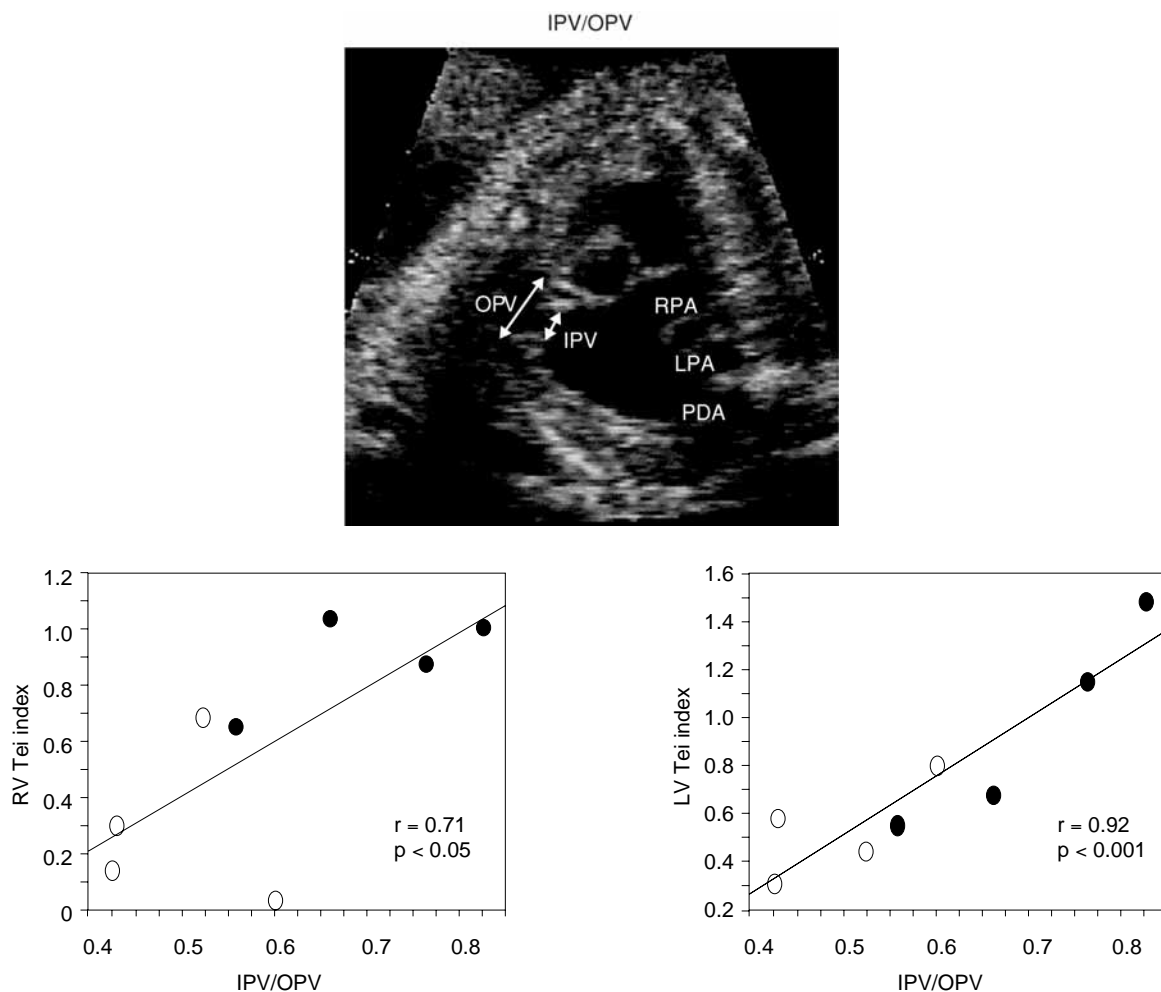 IPV/OPV
OPV
IPV
RPA
LPA
PDA
1.2
1.0
0.8
0.6
0.4
0.2
0
RV Tei index
r = 0.71
p < 0.05
0.4 0.5 0.6 0.7 0.8
IPV/OPV
1.6
1.4
1.2
1.0
0.8
0.6
0.4
0.2
LV Tei index
r = 0.92
p < 0.001
0.4 0.5 0.6 0.7 0.8
IPV/OPV